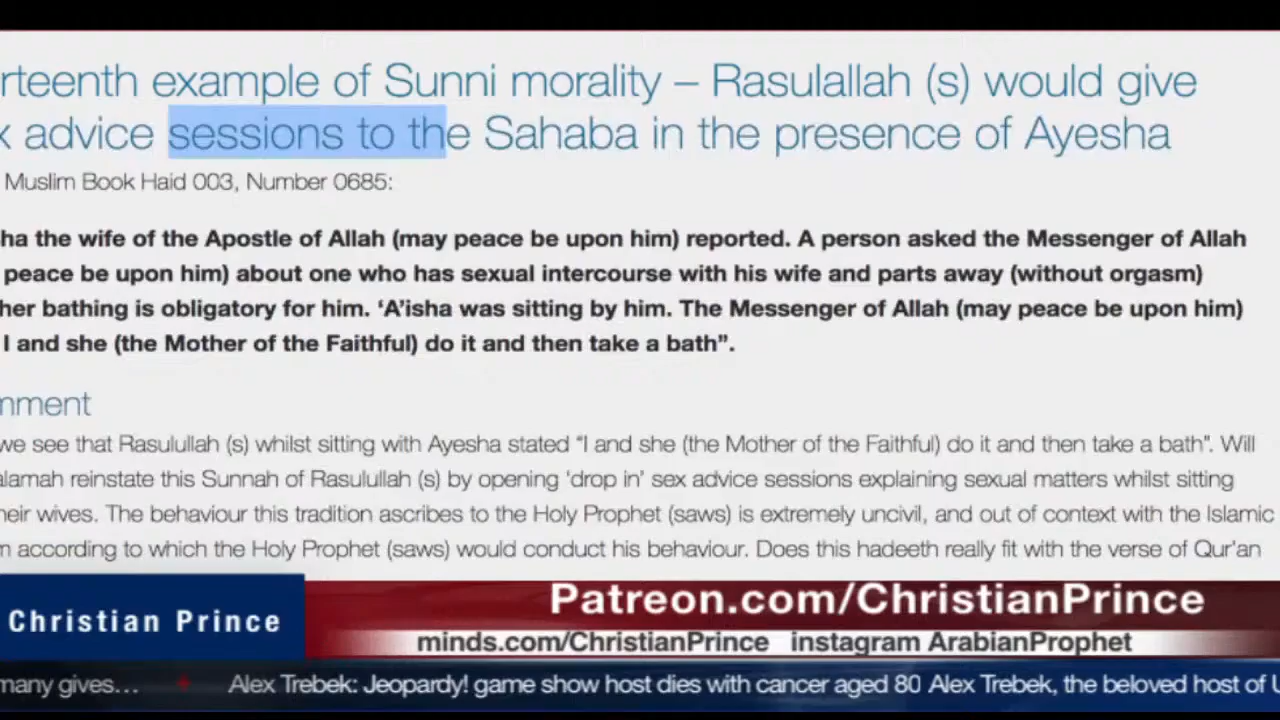 rteenth example of Sunni morality – Rasulallah (s) would give
x advice sessions to the Sahaba in the presence of Ayesha
Muslim Book Haid 003, Number 0685:
ha the wife of the Apostle of Allah (may peace be upon him) reported. A person asked the Messenger of Allah
peace be upon him) about one who has sexual intercourse with his wife and parts away (without orgasm)
her bathing is obligatory for him. ‘A’isha was sitting by him. The Messenger of Allah (may peace be upon him)
I and she (the Mother of the Faithful) do it and then take a bath”.
mment
we see that Rasulullah (s) whilst sitting with Ayesha stated “I and she (the Mother of the Faithful) do it and then take a bath”. Will
alamah reinstate this Sunnah of Rasulullah (s) by opening ‘drop in’ sex advice sessions explaining sexual matters whilst sitting
heir wives. The behaviour this tradition ascribes to the Holy Prophet (saws) is extremely uncivil, and out of context with the Islamic
n according to which the Holy Prophet (saws) would conduct his behaviour. Does this hadeeth really fit with the verse of Qur’an
Christian Prince
Patreon.com/ChristianPrince
minds.com/ChristianPrince instagram ArabianProphet
many gives... Alex Trebek: Jeopardy! game show host dies with cancer aged 80 Alex Trebek, the beloved host of U